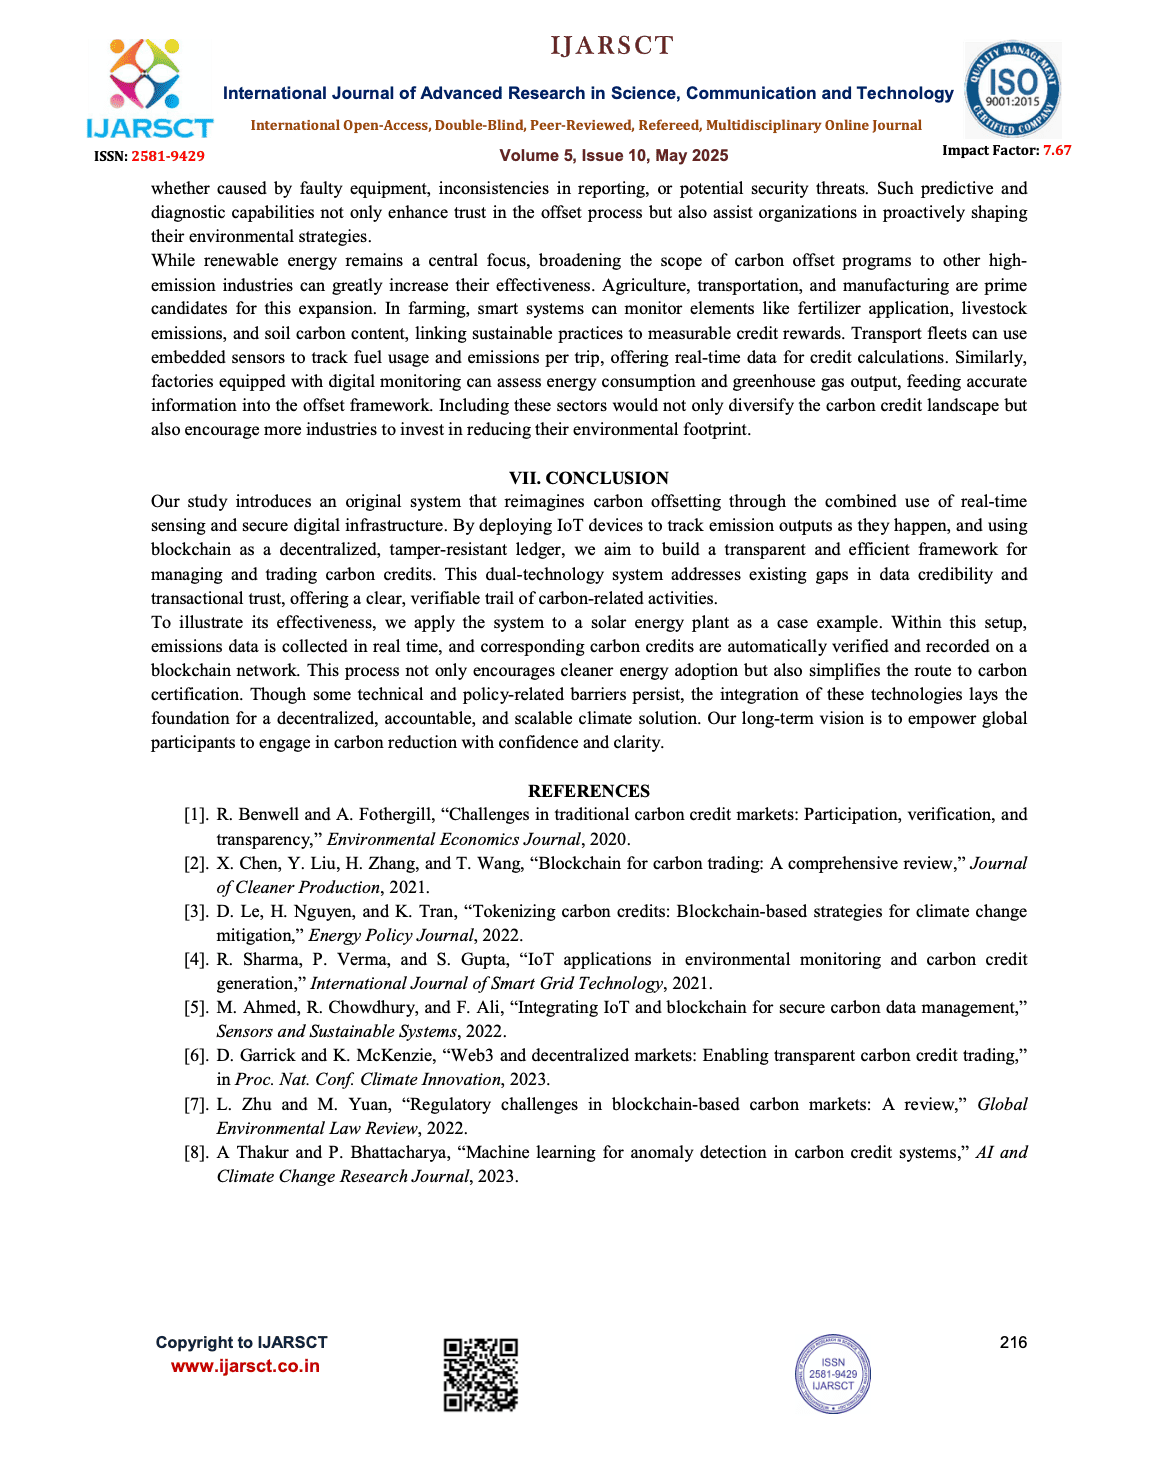 IJARSCT
International Journal of Advanced Research in Science, Communication and Technology
International Open-Access, Double-Blind, Peer-Reviewed, Refereed, Multidisciplinary Online Journal
IJARSCT
ISSN: 2581-9429
Volume 5, Issue 10, May 2025
QUALITY MANAGEMENT
ISO
9001:2015
CERTIFIED COMPANY
Impact Factor: 7.67
whether caused by faulty equipment, inconsistencies in reporting, or potential security threats. Such predictive and
diagnostic capabilities not only enhance trust in the offset process but also assist organizations in proactively shaping
their environmental strategies.
While renewable energy remains a central focus, broadening the scope of carbon offset programs to other high-
emission industries can greatly increase their effectiveness. Agriculture, transportation, and manufacturing are prime
candidates for this expansion. In farming, smart systems can monitor elements like fertilizer application, livestock
emissions, and soil carbon content, linking sustainable practices to measurable credit rewards. Transport fleets can use
embedded sensors to track fuel usage and emissions per trip, offering real-time data for credit calculations. Similarly,
factories equipped with digital monitoring can assess energy consumption and greenhouse gas output, feeding accurate
information into the offset framework. Including these sectors would not only diversify the carbon credit landscape but
also encourage more industries to invest in reducing their environmental footprint.
VII. CONCLUSION
Our study introduces an original system that reimagines carbon offsetting through the combined use of real-time
sensing and secure digital infrastructure. By deploying IoT devices to track emission outputs as they happen, and using
blockchain as a decentralized, tamper-resistant ledger, we aim to build a transparent and efficient framework for
managing and trading carbon credits. This dual-technology system addresses existing gaps in data credibility and
transactional trust, offering a clear, verifiable trail of carbon-related activities.
To illustrate its effectiveness, we apply the system to a solar energy plant as a case example. Within this setup,
emissions data is collected in real time, and corresponding carbon credits are automatically verified and recorded on a
blockchain network. This process not only encourages cleaner energy adoption but also simplifies the route to carbon
certification. Though some technical and policy-related barriers persist, the integration of these technologies lays the
foundation for a decentralized, accountable, and scalable climate solution. Our long-term vision is to empower global
participants to engage in carbon reduction with confidence and clarity.
REFERENCES
[1]. R. Benwell and A. Fothergill, “Challenges in traditional carbon credit markets: Participation, verification, and
transparency,” Environmental Economics Journal, 2020.
[2]. X. Chen, Y. Liu, H. Zhang, and T. Wang, “Blockchain for carbon trading: A comprehensive review,” Journal
of Cleaner Production, 2021.
[3]. D. Le, H. Nguyen, and K. Tran, “Tokenizing carbon credits: Blockchain-based strategies for climate change
mitigation,” Energy Policy Journal, 2022.
[4]. R. Sharma, P. Verma, and S. Gupta, “IoT applications in environmental monitoring and carbon credit
generation,” International Journal of Smart Grid Technology, 2021.
[5]. M. Ahmed, R. Chowdhury, and F. Ali, “Integrating IoT and blockchain for secure carbon data management,”
Sensors and Sustainable Systems, 2022.
[6]. D. Garrick and K. McKenzie, “Web3 and decentralized markets: Enabling transparent carbon credit trading,”
in Proc. Nat. Conf. Climate Innovation, 2023.
[7]. L. Zhu and M. Yuan, “Regulatory challenges in blockchain-based carbon markets: A review,” Global
Environmental Law Review, 2022.
[8]. A Thakur and P. Bhattacharya, “Machine learning for anomaly detection in carbon credit systems,” AI and
Climate Change Research Journal, 2023.
Copyright to IJARSCT
www.ijarsct.co.in
ISSN
2581-9429
IJARSCT
216